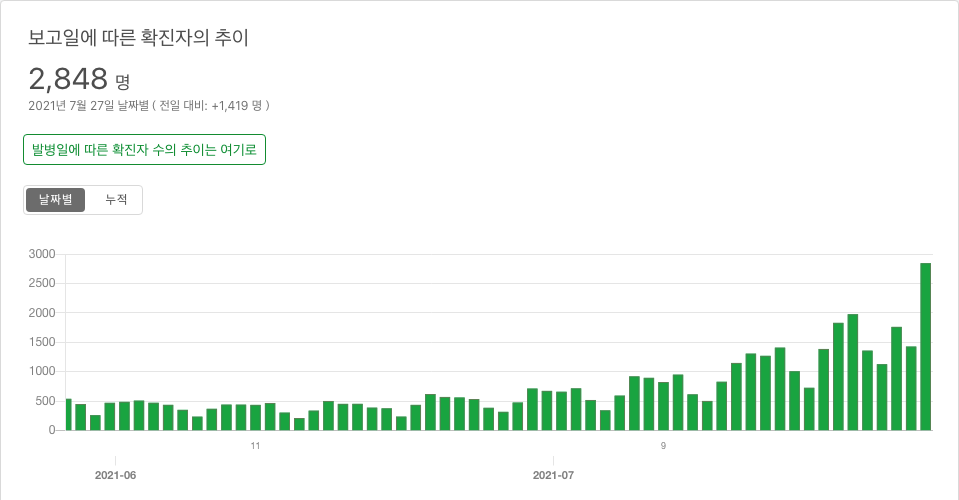 보고일에 따른 확진자의 추이
2,848 명
2021년 7월 27일 날짜별 ( 전일 대비: +1,419 명 )
발병일에 따른 확진자 수의 추이는 여기로
날짜별 누적
3000
2500
2000
1500
1000
500
0
11 9
2021-06 2021-07